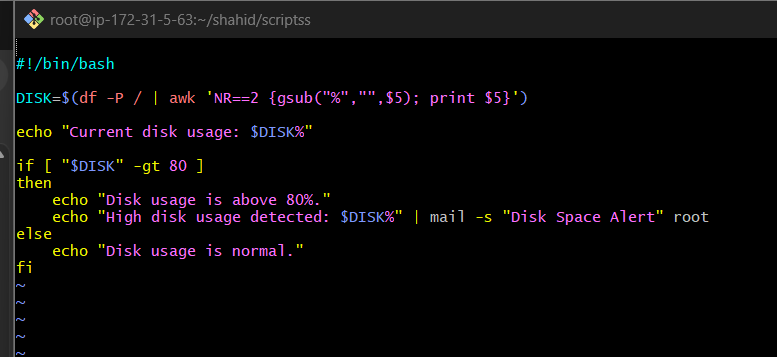 root@ip-172-31-5-63:~/shahid/scriptss
#!/bin/bash
DISK=$(df -P / | awk 'NR==2 {gsub("%","",$5); print $5}')
echo "Current disk usage: $DISK%"
if [ "$DISK" -gt 80 ]
then
    echo "Disk usage is above 80%."
    echo "High disk usage detected: $DISK%" | mail -s "Disk Space Alert" root
else
    echo "Disk usage is normal."
fi
~
~
~
~
~